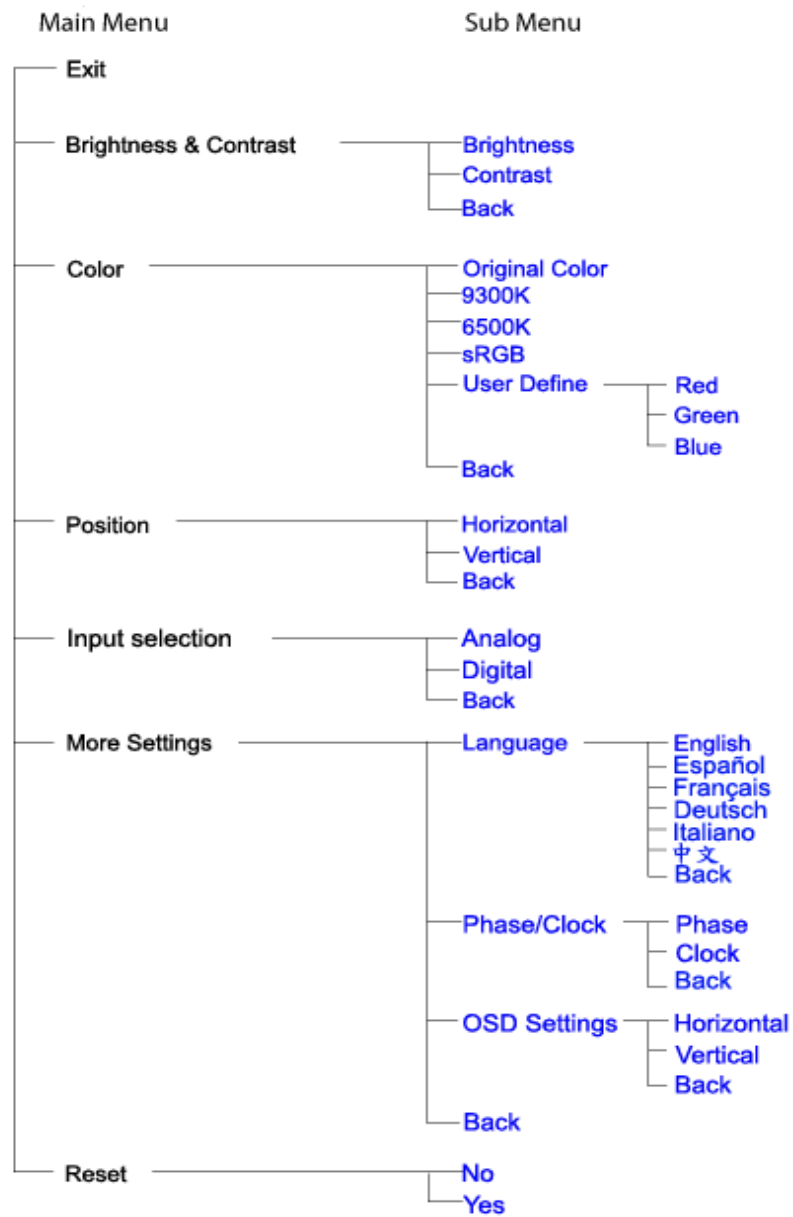 Main Menu Sub Menu
Exit
Brightness & Contrast Brightness
Contrast
Back
Color Original Color
9300K
6500K
sRGB
User Define Red
Green
Blue
Back
Position Horizontal
Vertical
Back
Input selection Analog
Digital
Back
More Settings Language English
Español
Français
Deutsch
Italiano
中文
Back
Phase/Clock Phase
Clock
Back
OSD Settings Horizontal
Vertical
Back
Back
Reset No
Yes